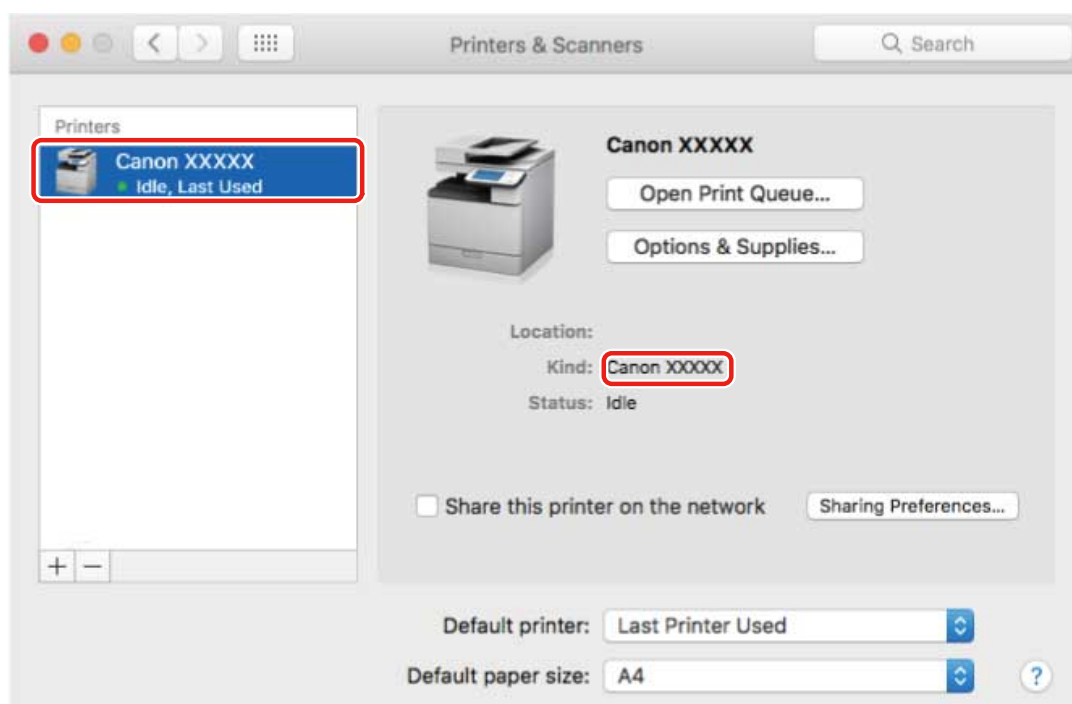 Printers & Scanners
Search
Printers
Canon XXXXX
Idle, Last Used
Canon XXXXX
Open Print Queue...
Options & Supplies...
Location:
Kind: Canon XXXXX
Status: Idle
Share this printer on the network
Sharing Preferences...
+ −
Default printer: Last Printer Used
Default paper size: A4
?